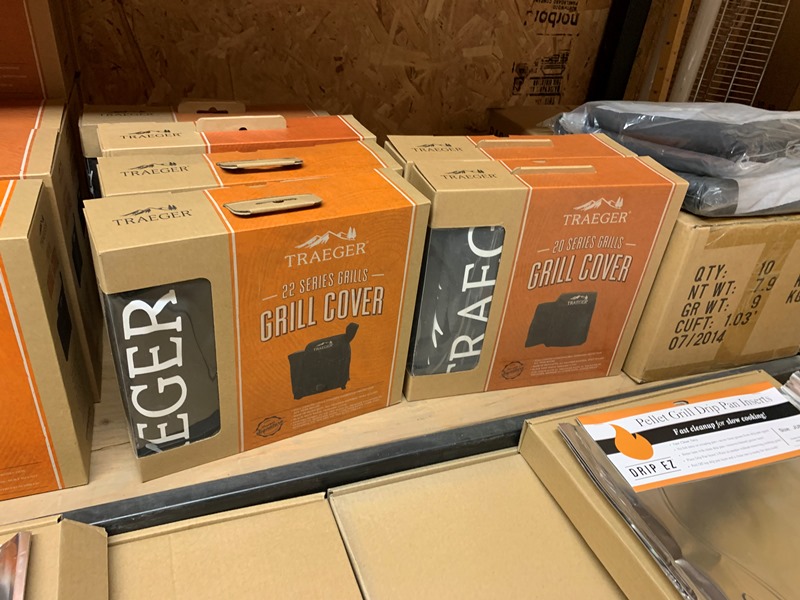 norbor
TRAEGER
TRAEGER
TRAEGER
TRAEGER
22 SERIES GRILLS
GRILL COVER
EGER
TRAEGER
TRAEGER
TRAEGER
20 SERIES GRILLS
GRILL COVER
TRAEG
QTY: 10
NT WT: 7.9
GR WT: 9
CUFT: 1.03'
07/2014
Pellet Grill Drip Pan Inserts
Fast cleanup for slow cooking!
DRIP EZ